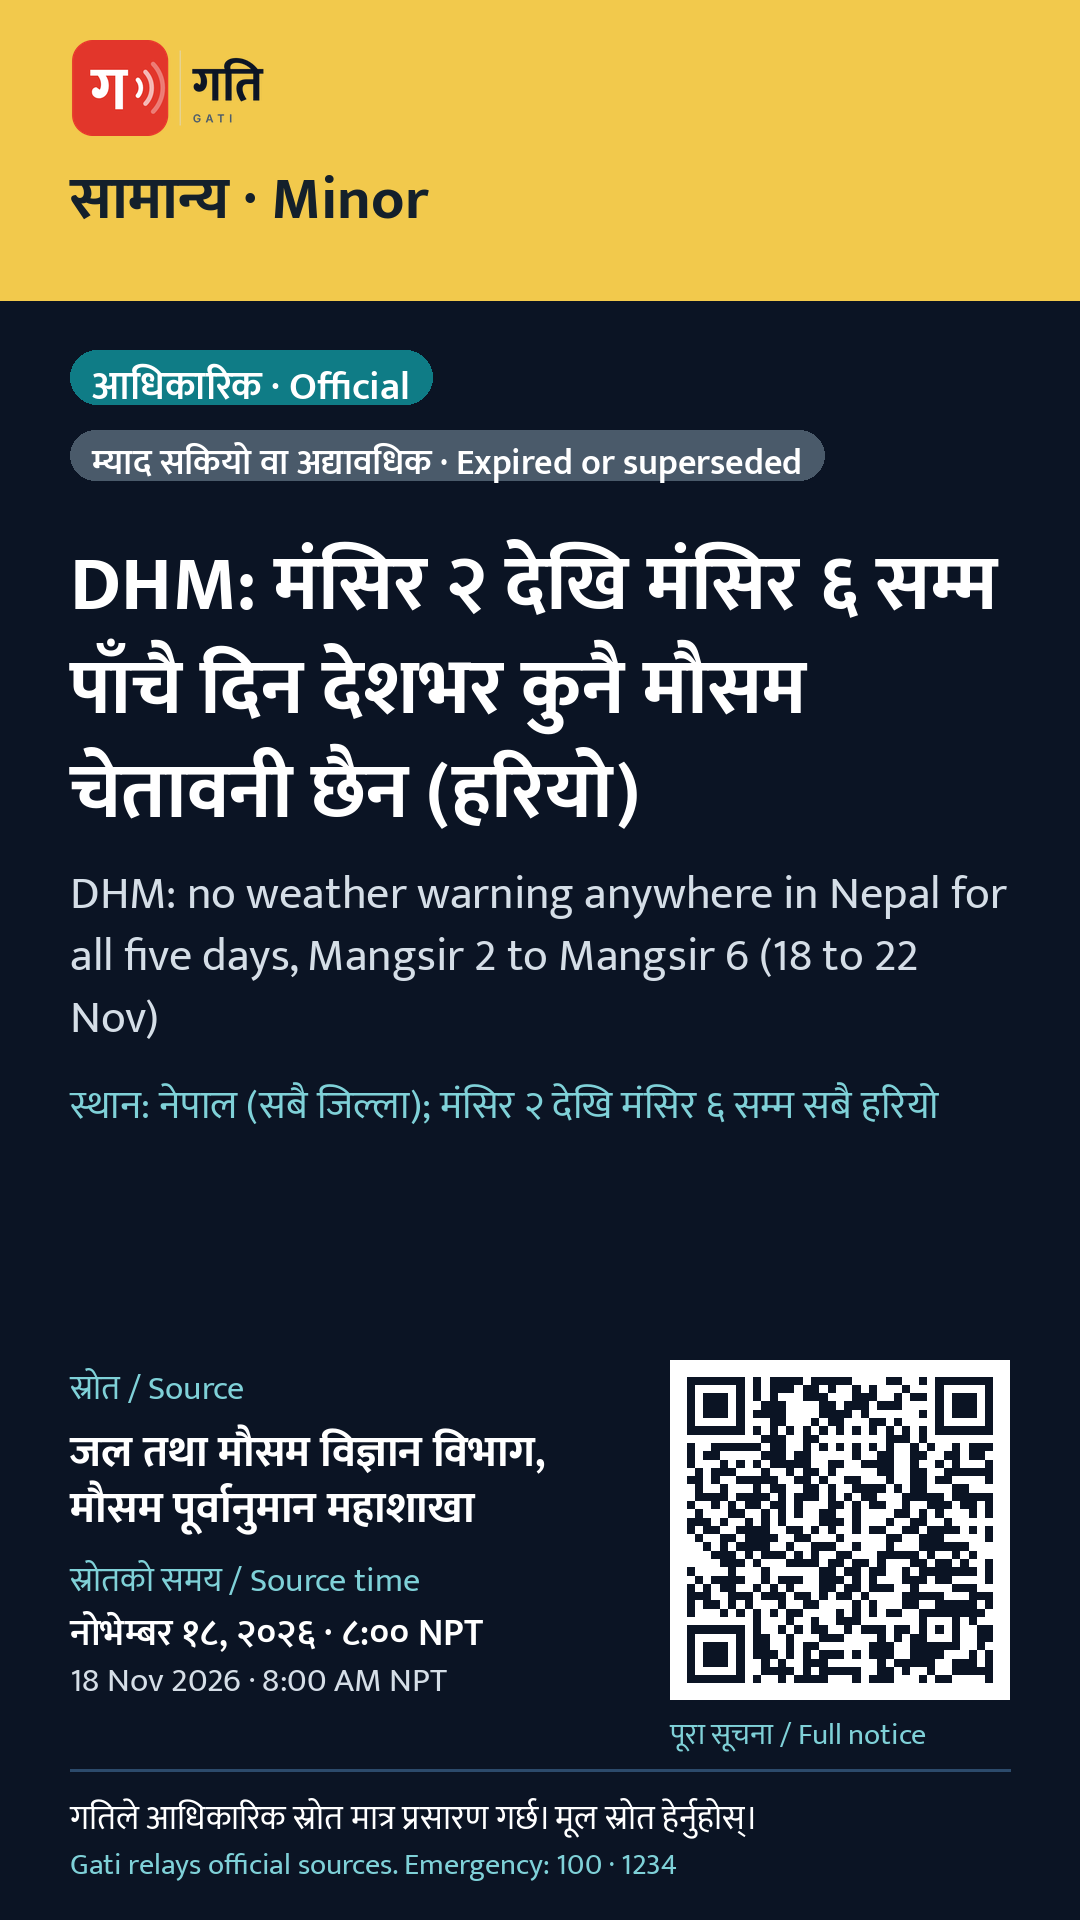 ग
गति
GATI
सामान्य · Minor
आधिकारिक · Official
म्याद सकियो वा अद्यावधिक · Expired or superseded
DHM: मंसिर २ देखि मंसिर ६ सम्म
पाँचै दिन देशभर कुनै मौसम
चेतावनी छैन (हरियो)
DHM: no weather warning anywhere in Nepal for
all five days, Mangsir 2 to Mangsir 6 (18 to 22
Nov)
स्थान: नेपाल (सबै जिल्ला); मंसिर २ देखि मंसिर ६ सम्म सबै हरियो
स्रोत / Source
जल तथा मौसम विज्ञान विभाग,
मौसम पूर्वानुमान महाशाखा
स्रोतको समय / Source time
नोभेम्बर १८, २०२६ · ८:०० NPT
18 Nov 2026 · 8:00 AM NPT
पूरा सूचना / Full notice
गतिले आधिकारिक स्रोत मात्र प्रसारण गर्छ। मूल स्रोत हेर्नुहोस्।
Gati relays official sources. Emergency: 100 · 1234